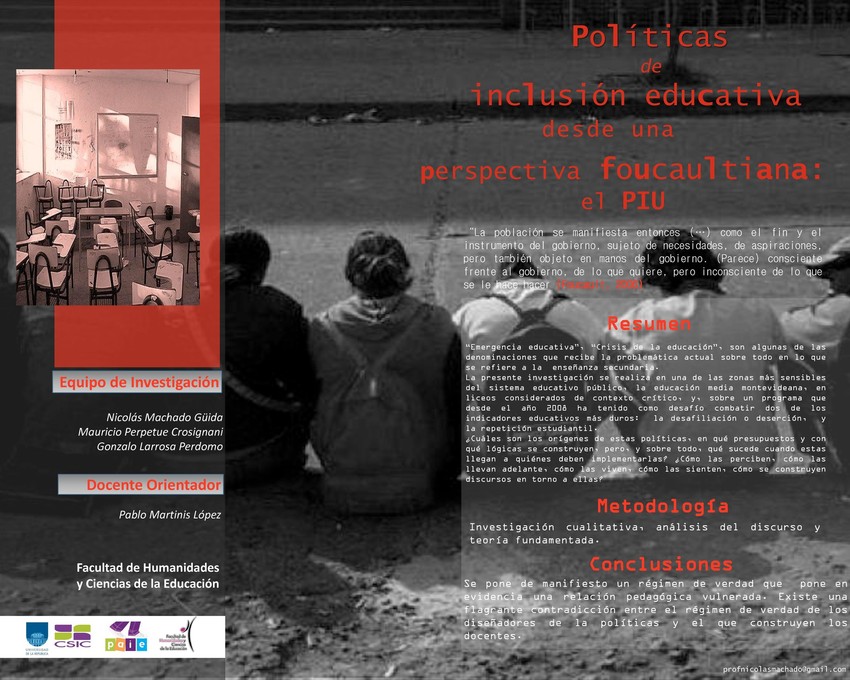 Políticas
de
inclusión educativa
desde una
perspectiva foucaultiana:
el PIU
"La población se manifiesta entonces (…) como el fin y el
instrumento del gobierno, sujeto de necesidades, de aspiraciones,
pero también objeto en manos del gobierno. (Parece) consciente
frente al gobierno, de lo que quiere, pero inconsciente de lo que
se le hace hacer
Resumen
"Emergencia educativa", "Crisis de la educación", son algunas de las
denominaciones que recibe la problemática actual sobre todo en lo que
se refiere a la enseñanza secundaria.
La presente investigación se realiza en una de las zonas más sensibles
del sistema educativo público, la educación media montevideana, en
liceos considerados de contexto crítico, y, sobre un programa que
desde el año 2008 ha tenido como desafío combatir dos de los
indicadores educativos más duros: la desafiliación o deserción, y
la repetición estudiantil.
¿Cuáles son los orígenes de estas políticas, en qué presupuestos y con
qué lógicas se construyen, pero, y sobre todo, qué sucede cuando estas
llegan a quiénes deben implementarlas? ¿Cómo las perciben, cómo las
llevan adelante, cómo las viven, cómo las sienten, cómo se construyen
discursos en torno a ellas?
Metodología
Investigación cualitativa, análisis del discurso y
teoría fundamentada.
Conclusiones
Se pone de manifiesto un régimen de verdad que pone en
evidencia una relación pedagógica vulnerada. Existe una
flagrante contradicción entre el régimen de verdad de los
diseñadores de la políticas y el que construyen los
docentes.
profnicolasmachado@gmail.com
Equipo de Investigación
Nicolás Machado Güida
Mauricio Perpetue Crosignani
Gonzalo Larrosa Perdomo
Docente Orientador
Pablo Martinis López
Facultad de Humanidades
y Ciencias de la Educación
CSIC
paie